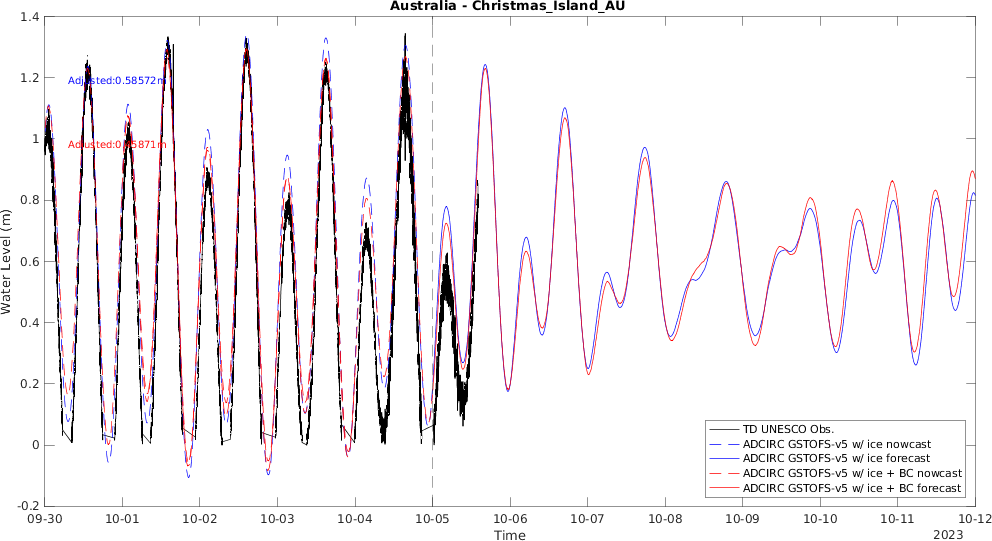 Australia - Christmas_Island_AU
1.4
1.2
1
0.8
0.6
0.4
0.2
0
-0.2
Water Level (m)
Adjusted:0.58572m
09-30
10-01
10-02
10-03
10-04
10-05
10-06
10-07
10-08
10-09
10-10
10-11
10-12
Time
2023
TD UNESCO Obs.
ADCIRC GSTOFS-v5 w/ ice nowcast
ADCIRC GSTOFS-v5 w/ ice forecast
ADCIRC GSTOFS-v5 w/ ice + BC nowcast
ADCIRC GSTOFS-v5 w/ ice + BC forecast